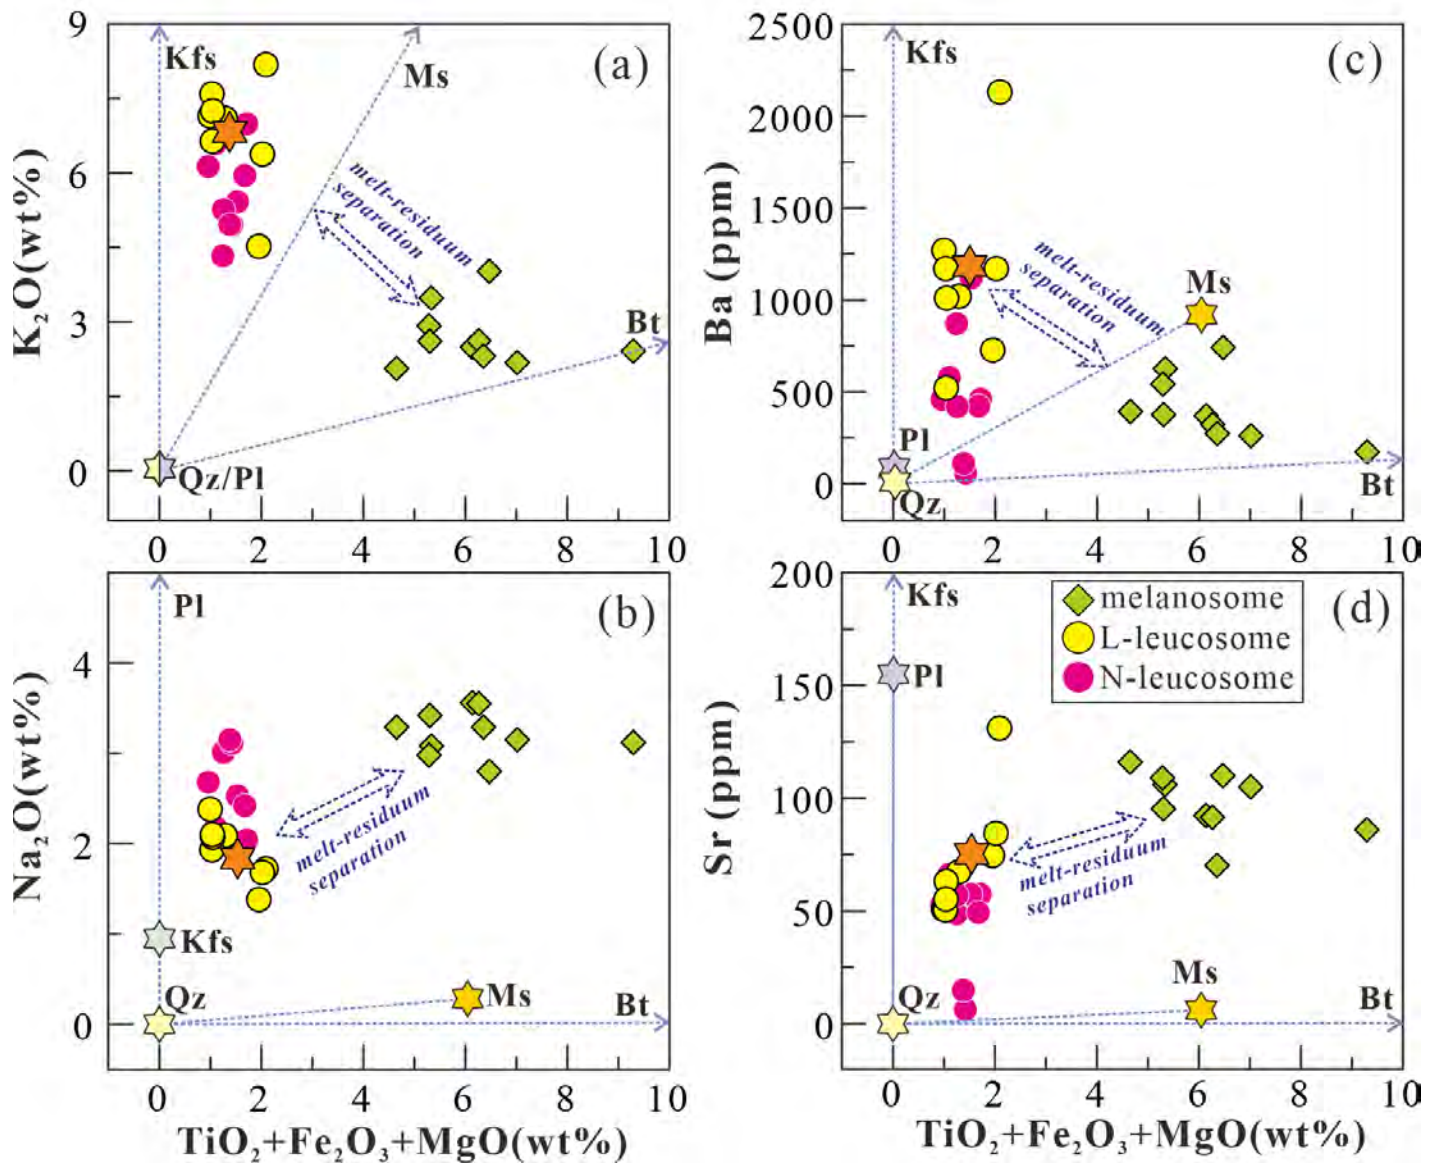 (a)
K₂O(wt%)
9
6
3
0
Kfs
Ms
melt-residuum
separation
Bt
Qz/Pl
0 2 4 6 8 10
(c)
Ba (ppm)
2500
2000
1500
1000
500
0
Kfs
melt-residuum
separation
Ms
Pl
Qz
Bt
0 2 4 6 8 10
(b)
Na₂O(wt%)
4
2
0
Pl
melt-residuum
separation
Kfs
Qz
Ms
Bt
0 2 4 6 8 10
TiO₂+Fe₂O₃+MgO(wt%)
(d)
Sr (ppm)
200
150
100
50
0
Kfs
melanosome
L-leucosome
N-leucosome
Pl
melt-residuum
separation
Ms
Qz
Bt
0 2 4 6 8 10
TiO₂+Fe₂O₃+MgO(wt%)